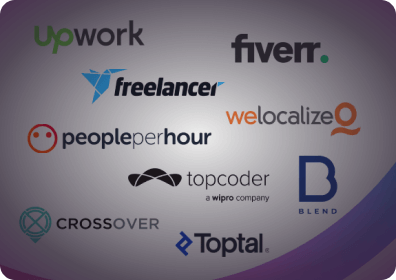 upwork
fiverr.
freelancer
welocalize
peopleperhour
topcoder
a wipro company
B
BLEND
CROSSOVER
Toptal®